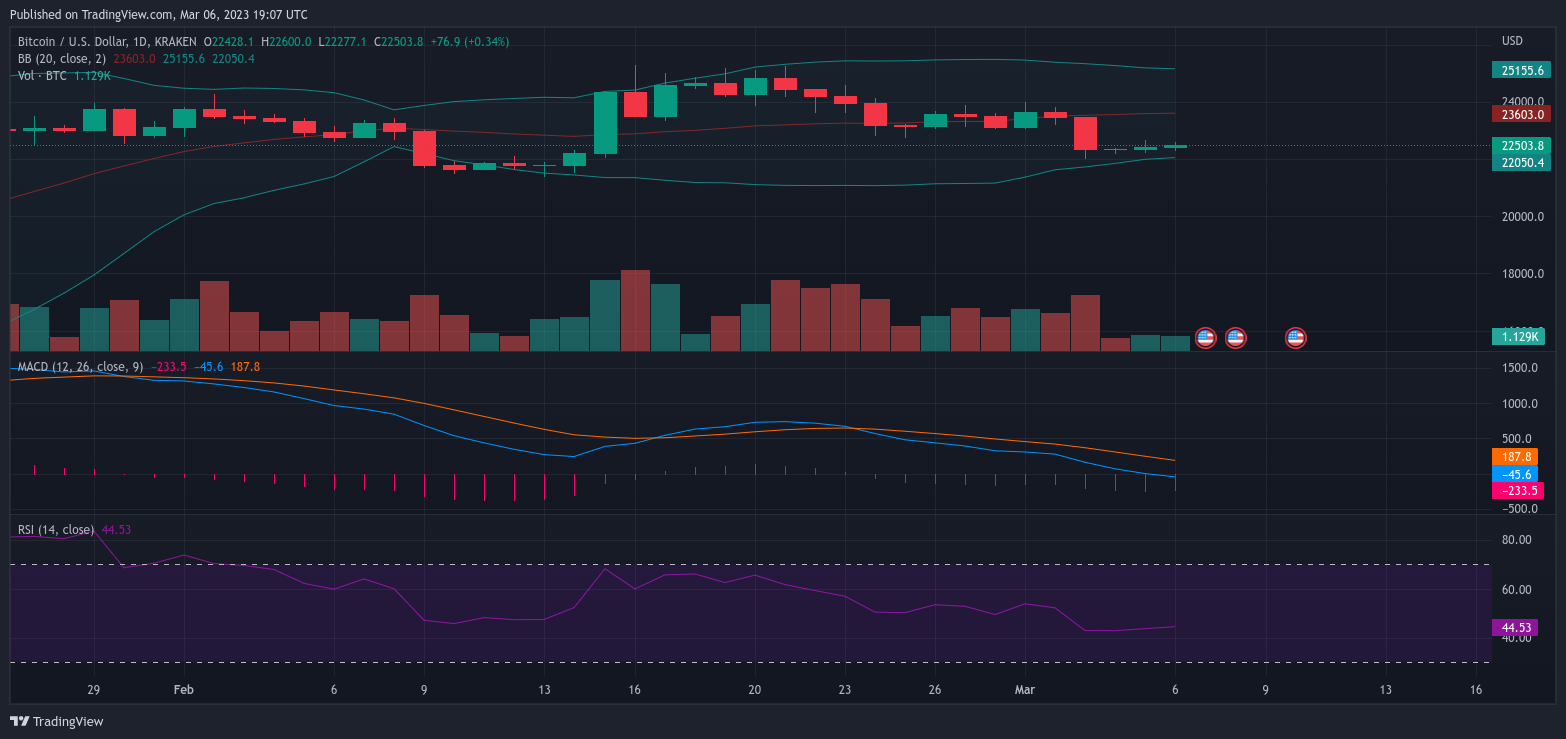 Published on TradingView.com, Mar 06, 2023 19:07 UTC
Bitcoin / U.S. Dollar, 1D, KRAKEN O22428.1 H22600.0 L22277.1 C22503.8 +76.9 (+0.34%)
BB (20, close, 2) 23603.0 25155.6 22050.4
Vol · BTC 1.129K
USD
25155.6
24000.0
23603.0
22503.8
22050.4
20000.0
18000.0
1.129K
MACD (12, 26, close, 9) −233.5 −45.6 187.8
1500.0
1000.0
500.0
187.8
−45.6
−233.5
−500.0
RSI (14, close) 44.53
80.00
60.00
44.53
40.00
29 Feb 6 9 13 16 20 23 26 Mar 6 9 13 16
TradingView